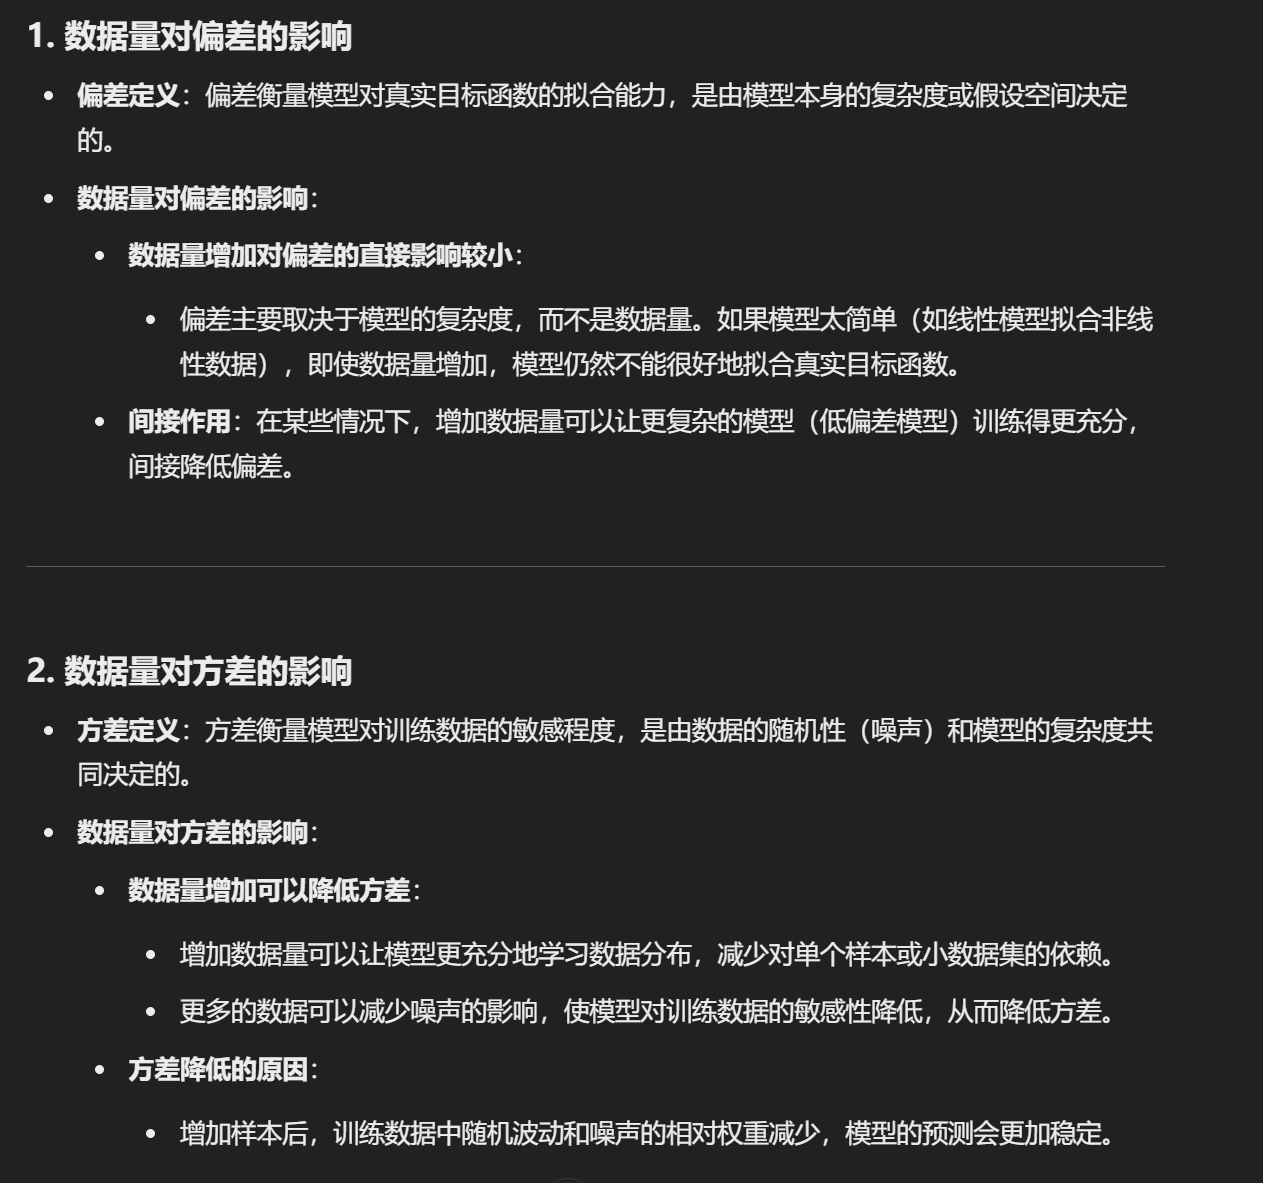 1. 数据量对偏差的影响
• 偏差定义：偏差衡量模型对真实目标函数的拟合能力，是由模型本身的复杂度或假设空间决定
的。
• 数据量对偏差的影响：
• 数据量增加对偏差的直接影响较小：
• 偏差主要取决于模型的复杂度，而不是数据量。如果模型太简单（如线性模型拟合非线
性数据），即使数据量增加，模型仍然不能很好地拟合真实目标函数。
• 间接作用：在某些情况下，增加数据量可以让更复杂的模型（低偏差模型）训练得更充分，
间接降低偏差。
2. 数据量对方差的影响
• 方差定义：方差衡量模型对训练数据的敏感程度，是由数据的随机性（噪声）和模型的复杂度共
同决定的。
• 数据量对方差的影响：
• 数据量增加可以降低方差：
• 增加数据量可以让模型更充分地学习数据分布，减少对单个样本或小数据集的依赖。
• 更多的数据可以减少噪声的影响，使模型对训练数据的敏感性降低，从而降低方差。
• 方差降低的原因：
• 增加样本后，训练数据中随机波动和噪声的相对权重减少，模型的预测会更加稳定。